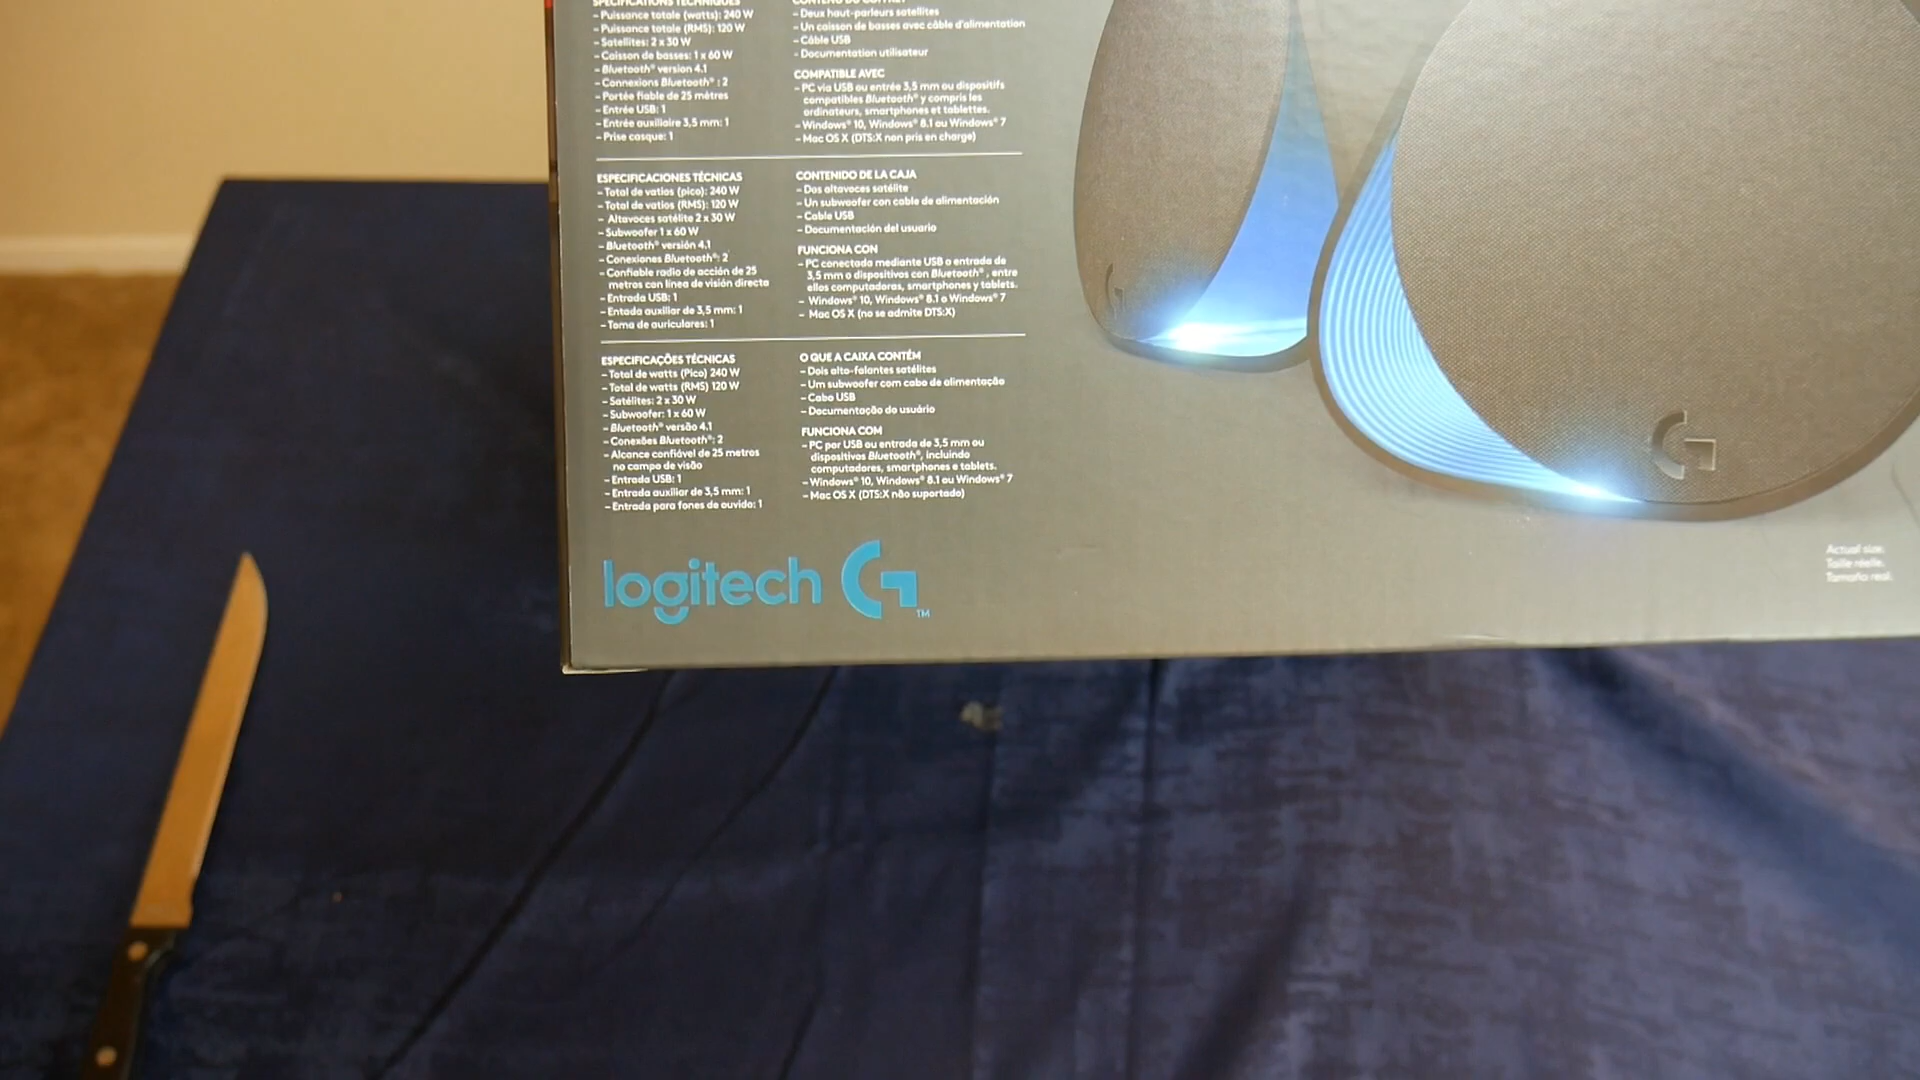 SPÉCIFICATIONS TECHNIQUES
– Puissance totale (watts): 240 W
– Puissance totale (RMS): 120 W
– Satellites: 2 x 30 W
– Caisson de basses: 1 x 60 W
– Bluetooth® version 4.1
– Connexions Bluetooth® : 2
– Portée fiable de 25 mètres
– Entrée USB: 1
– Entrée auxiliaire 3,5 mm: 1
– Prise casque: 1
CONTENU DU COFFRET
– Deux haut-parleurs satellites
– Un caisson de basses avec câble d'alimentation
– Câble USB
– Documentation utilisateur
COMPATIBLE AVEC
– PC via USB ou entrée 3,5 mm ou dispositifs
compatibles Bluetooth® y compris les
ordinateurs, smartphones et tablettes.
– Windows® 10, Windows® 8.1 ou Windows® 7
– Mac OS X (DTS:X non pris en charge)
ESPECIFICACIONES TÉCNICAS
– Total de vatios (pico): 240 W
– Total de vatios (RMS): 120 W
– Altavoces satélite 2 x 30 W
– Subwoofer 1 x 60 W
– Bluetooth® versión 4.1
– Conexiones Bluetooth®: 2
– Confiable radio de acción de 25
metros con línea de visión directa
– Entrada USB: 1
– Entada auxiliar de 3,5 mm: 1
– Toma de auriculares: 1
CONTENIDO DE LA CAJA
– Dos altavoces satélite
– Un subwoofer con cable de alimentación
– Cable USB
– Documentación del usuario
FUNCIONA CON
– PC conectada mediante USB o entrada de
3,5 mm o dispositivos con Bluetooth® , entre
ellos computadoras, smartphones y tablets.
– Windows® 10, Windows® 8.1 o Windows® 7
– Mac OS X (no se admite DTS:X)
ESPECIFICAÇÕES TÉCNICAS
– Total de watts (Pico) 240 W
– Total de watts (RMS) 120 W
– Satélites: 2 x 30 W
– Subwoofer: 1 x 60 W
– Bluetooth® versão 4.1
– Conexões Bluetooth®: 2
– Alcance confiável de 25 metros
no campo de visão
– Entrada USB: 1
– Entrada auxiliar de 3,5 mm: 1
– Entrada para fones de ouvido: 1
O QUE A CAIXA CONTÉM
– Dois alto-falantes satélites
– Um subwoofer com cabo de alimentação
– Cabo USB
– Documentação do usuário
FUNCIONA COM
– PC por USB ou entrada de 3,5 mm ou
dispositivos Bluetooth®, incluindo
computadores, smartphones e tablets.
– Windows® 10, Windows® 8.1 ou Windows® 7
– Mac OS X (DTS:X não suportado)
logitech G ™
Actual size.
Taille réelle.
Tamaño real.